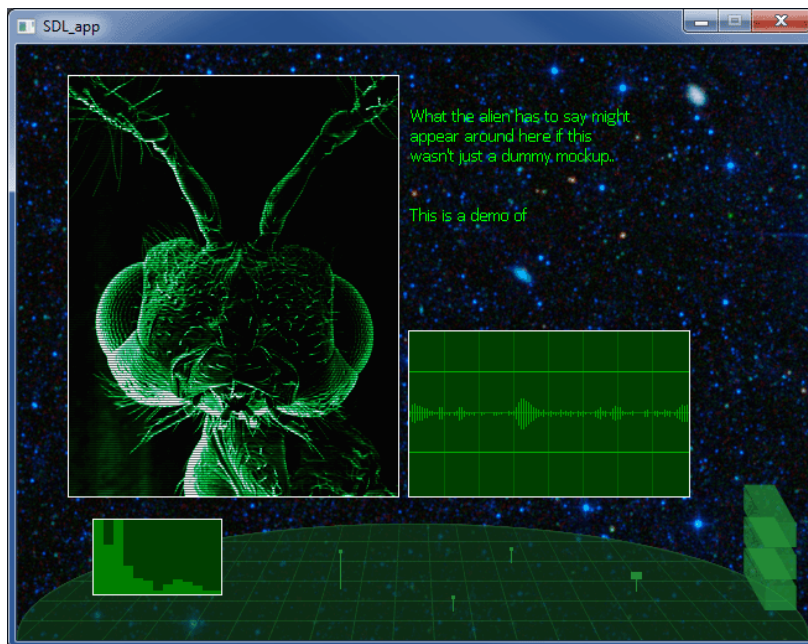 SDL_app
What the alien has to say might
appear around here if this
wasn't just a dummy mockup..
This is a demo of